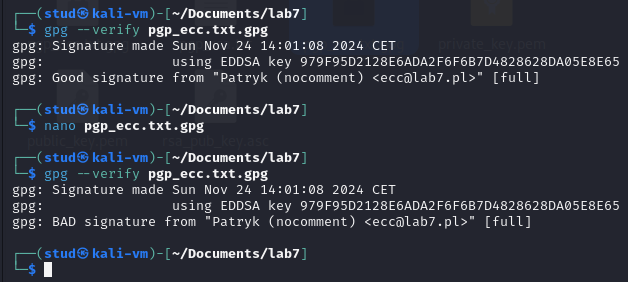 ┌──(stud㉿kali-vm)-[~/Documents/lab7]
└─$ gpg --verify pgp_ecc.txt.gpg
gpg: Signature made Sun Nov 24 14:01:08 2024 CET
gpg:                using EDDSA key 979F95D2128E6ADA2F6F6B7D4828628DA05E8E65
gpg: Good signature from "Patryk (nocomment) <ecc@lab7.pl>" [full]
┌──(stud㉿kali-vm)-[~/Documents/lab7]
└─$ nano pgp_ecc.txt.gpg
┌──(stud㉿kali-vm)-[~/Documents/lab7]
└─$ gpg --verify pgp_ecc.txt.gpg
gpg: Signature made Sun Nov 24 14:01:08 2024 CET
gpg:                using EDDSA key 979F95D2128E6ADA2F6F6B7D4828628DA05E8E65
gpg: BAD signature from "Patryk (nocomment) <ecc@lab7.pl>" [full]
┌──(stud㉿kali-vm)-[~/Documents/lab7]
└─$